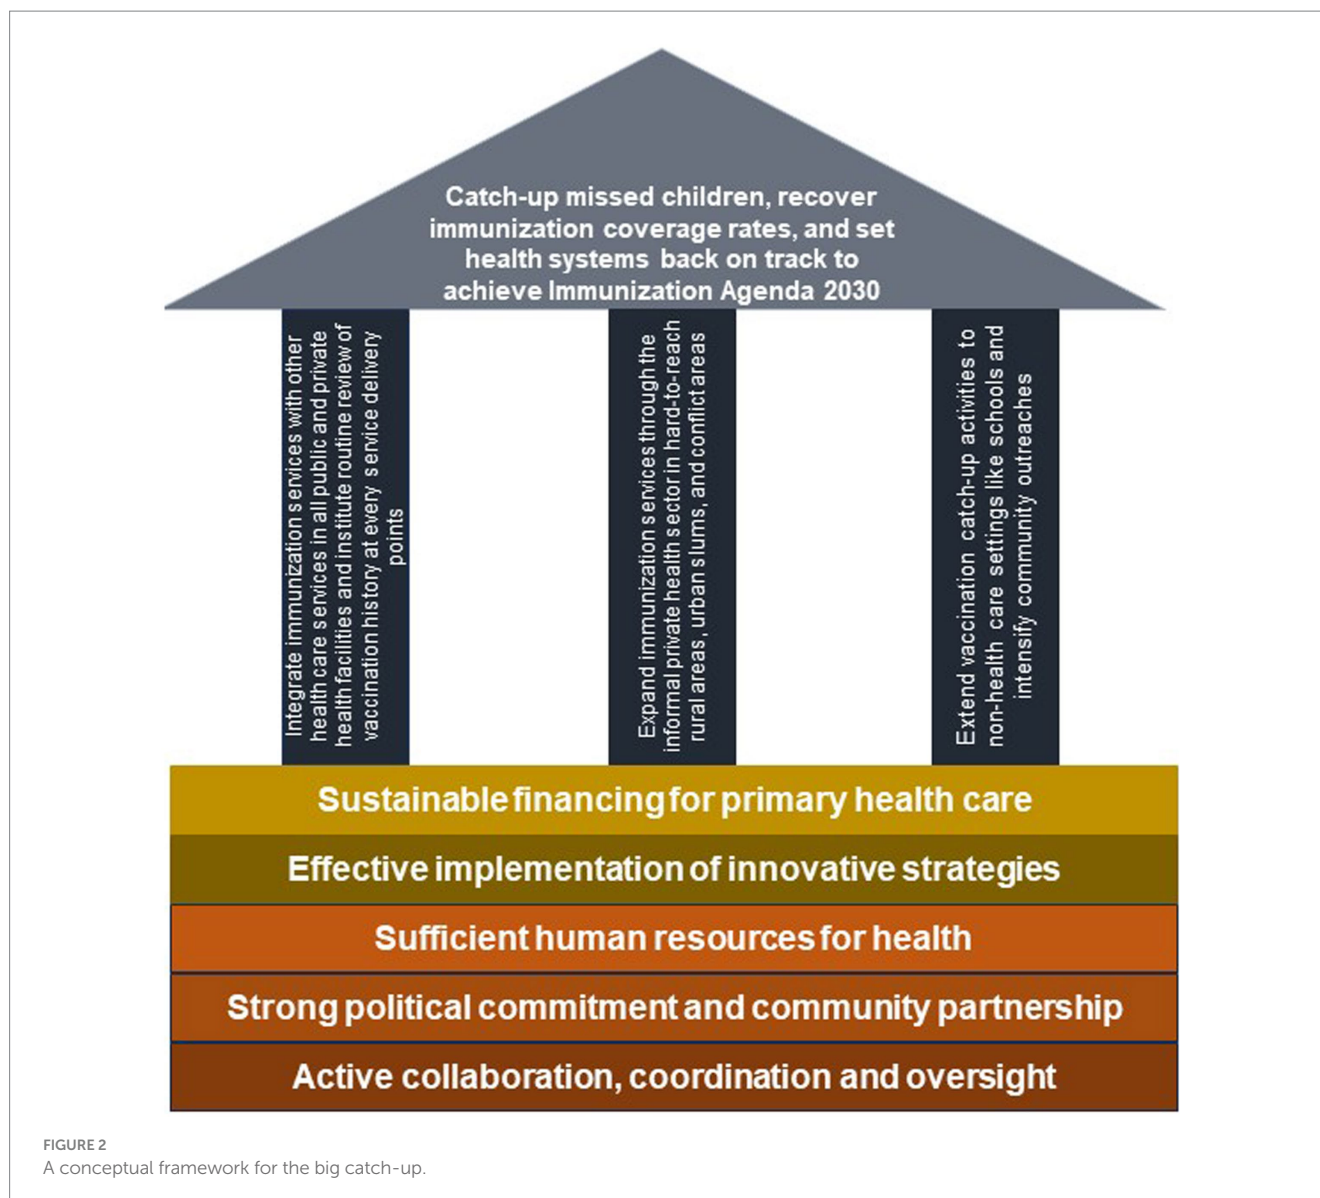 Catch-up missed children, recover
immunization coverage rates, and set
health systems back on track to
achieve Immunization Agenda 2030
Integrate immunization services with other
health care services in all public and private
health facilities and institute routine review of
vaccination history at every service delivery
points
Expand immunization services through the
informal private health sector in hard-to-reach
rural areas, urban slums, and conflict areas
Extend vaccination catch-up activities to
non-health care settings like schools and
intensify community outreaches
Sustainable financing for primary health care
Effective implementation of innovative strategies
Sufficient human resources for health
Strong political commitment and community partnership
Active collaboration, coordination and oversight
FIGURE 2
A conceptual framework for the big catch-up.